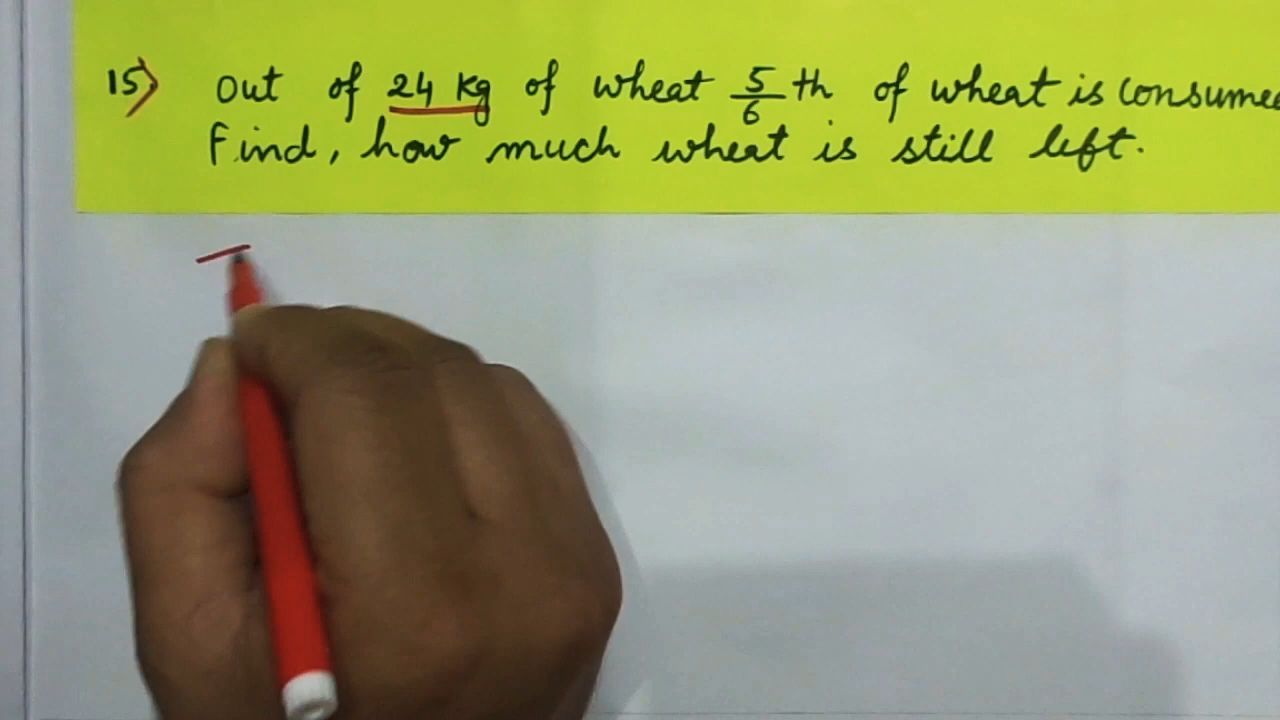 15) Out of 24 Kg of wheat 5/6 th of wheat is consume
Find, how much wheat is still left.